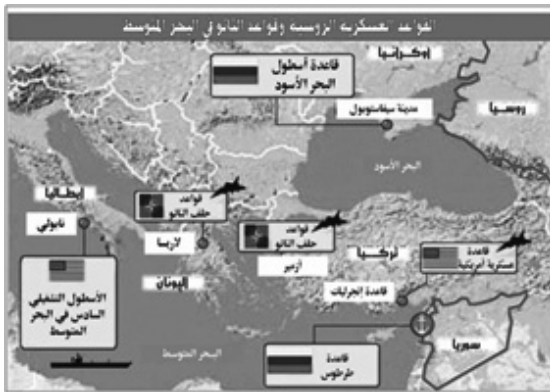 القواعد العسكرية الروسية وقواعد الناتو في البحر المتوسط
أوكرانيا
قاعدة أسطول
البحر الأسود
روسيا
مدينة سيفاستوبول
البحر الأسود
إيطاليا
نابولي
قواعد
حلف الناتو
لاريسا
قواعد
حلف الناتو
أزمير
تركيا
قاعدة
عسكرية أمريكية
قاعدة إنجرليك
اليونان
الأسطول التشغيلي
السادس في البحر
المتوسط
البحر المتوسط
قاعدة
طرطوس
سوريا